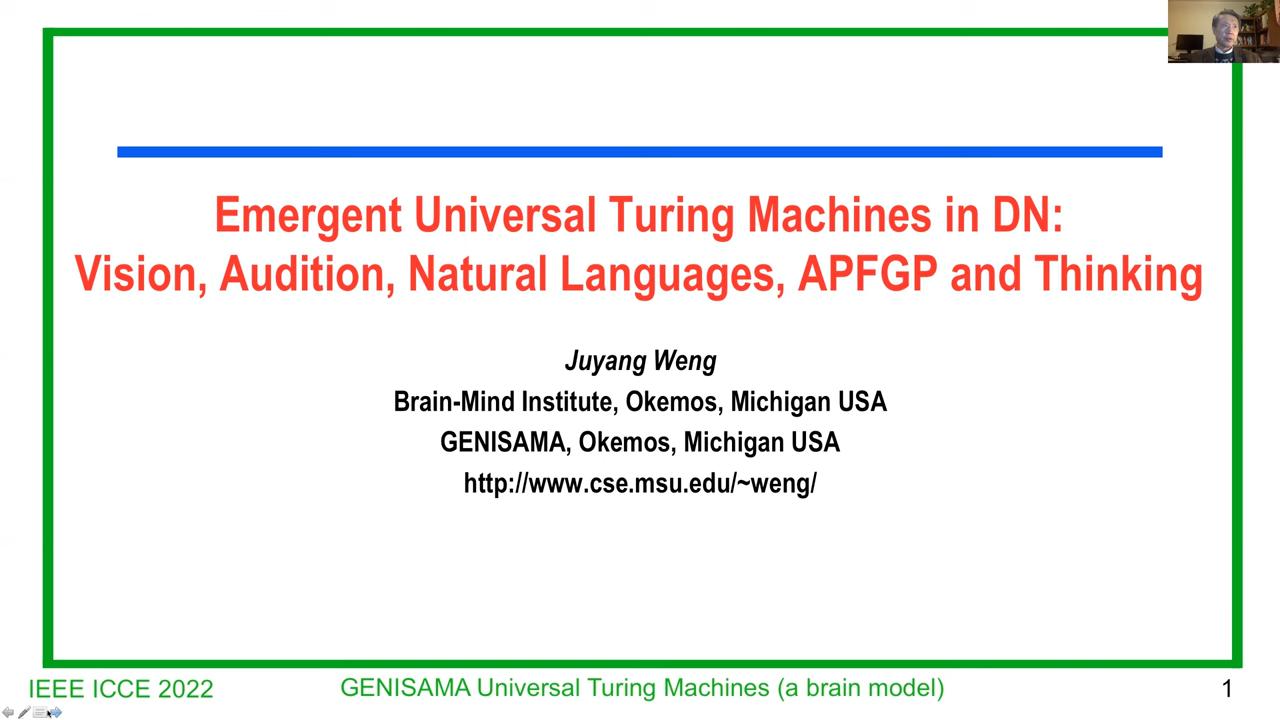 Emergent Universal Turing Machines in DN:
Vision, Audition, Natural Languages, APFGP and Thinking
Juyang Weng
Brain-Mind Institute, Okemos, Michigan USA
GENISAMA, Okemos, Michigan USA
http://www.cse.msu.edu/~weng/
IEEE ICCE 2022
GENISAMA Universal Turing Machines (a brain model)
1